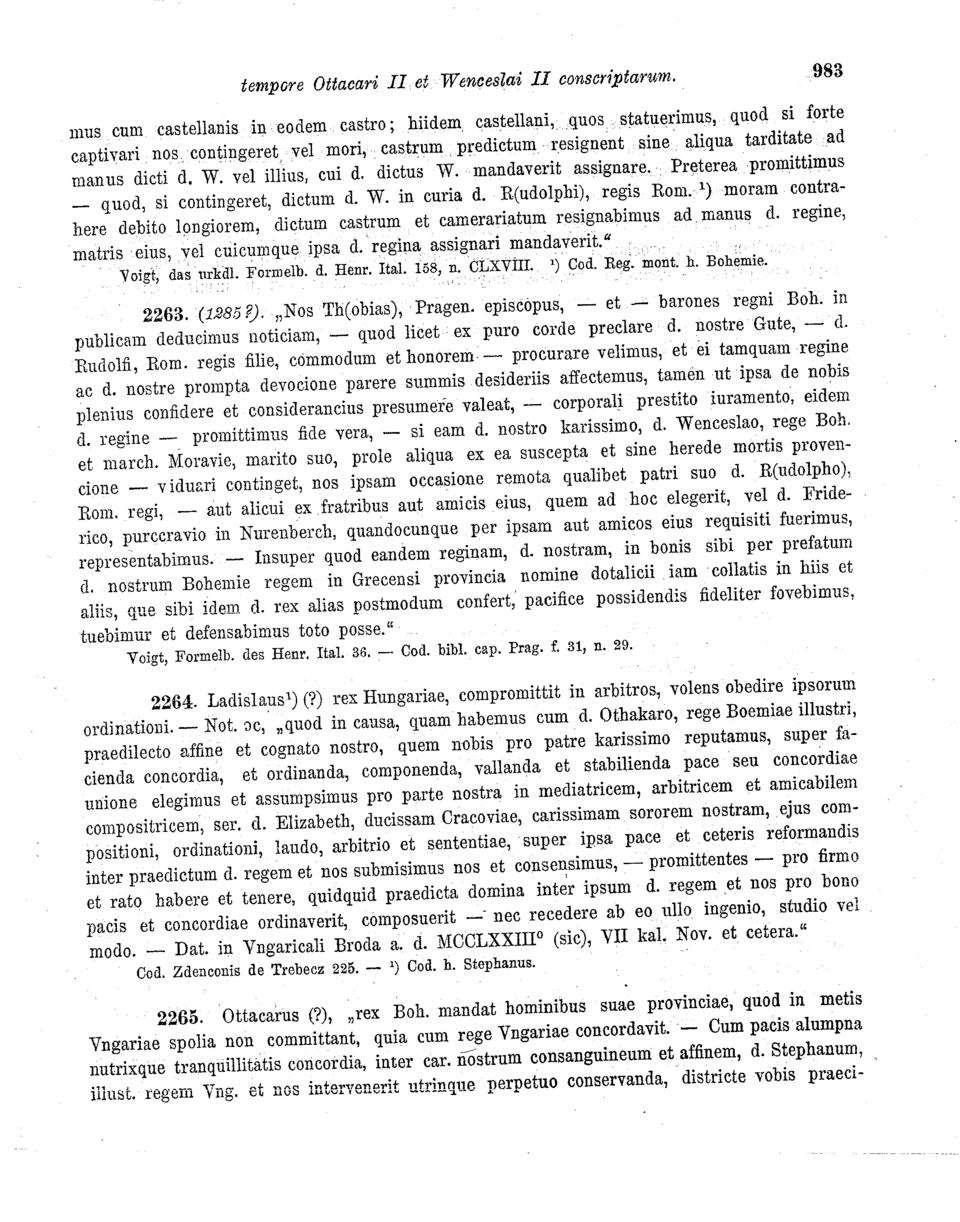 tempore Ottacari II et Wenceslai II conscriptarum.
983
mus cum castellanis in eodem castro; hiidem castellani, quos statuerimus, quod si forte
captivari nos contingeret vel mori, castrum predictum resignent sine aliqua tarditate ad
manus dicti d. W. vel illius, cui d. dictus W. mandaverit assignare. Preterea promittimus
— quod, si contingeret, dictum d. W. in curia d. R(udolphi), regis Rom. ¹) moram contra-
here debito longiorem, dictum castrum et camerariatum resignabimus ad manus d. regine,
matris eius, vel cuicumque ipsa d. regina assignari mandaverit.“
Voigt, das urkdl. Formelb. d. Henr. Ital. 158, n. CLXVIII. ¹) Cod. Reg. mont. h. Bohemie.
2263. (1285?). „Nos Th(obias), Pragen. episcopus, — et — barones regni Boh. in
publicam deducimus noticiam, — quod licet ex puro corde preclare d. nostre Gute, — d.
Rudolfi, Rom. regis filie, commodum et honorem — procurare velimus, et ei tamquam regine
ac d. nostre prompta devocione parere summis desideriis affectemus, tamen ut ipsa de nobis
plenius confidere et considerancius presumere valeat, — corporali prestito iuramento, eidem
d. regine — promittimus fide vera, — si eam d. nostro karissimo, d. Wenceslao, rege Boh.
et march. Moravie, marito suo, prole aliqua ex ea suscepta et sine herede mortis proven-
cione — viduari continget, nos ipsam occasione remota qualibet patri suo d. R(udolpho),
Rom. regi, — aut alicui ex fratribus aut amicis eius, quem ad hoc elegerit, vel d. Fride-
rico, purccravio in Nurenberch, quandocunque per ipsam aut amicos eius requisiti fuerimus,
representabimus. — Insuper quod eandem reginam, d. nostram, in bonis sibi per prefatum
d. nostrum Bohemie regem in Grecensi provincia nomine dotalicii iam collatis in hiis et
aliis, que sibi idem d. rex alias postmodum confert, pacifice possidendis fideliter fovebimus,
tuebimur et defensabimus toto posse.“
Voigt, Formelb. des Henr. Ital. 36. — Cod. bibl. cap. Prag. f. 31, n. 29.
2264. Ladislaus¹) (?) rex Hungariae, compromittit in arbitros, volens obedire ipsorum
ordinationi. — Not. oc, „quod in causa, quam habemus cum d. Othakaro, rege Boemiae illustri,
praedilecto affine et cognato nostro, quem nobis pro patre karissimo reputamus, super fa-
cienda concordia, et ordinanda, componenda, vallanda et stabilienda pace seu concordiae
unione elegimus et assumpsimus pro parte nostra in mediatricem, arbitricem et amicabilem
compositricem, ser. d. Elizabeth, ducissam Cracoviae, carissimam sororem nostram, ejus com-
positioni, ordinationi, laudo, arbitrio et sententiae, super ipsa pace et ceteris reformandis
inter praedictum d. regem et nos submisimus nos et consensimus, — promittentes — pro firmo
et rato habere et tenere, quidquid praedicta domina inter ipsum d. regem et nos pro bono
pacis et concordiae ordinaverit, composuerit — nec recedere ab eo ullo ingenio, studio vel
modo. — Dat. in Vngaricali Broda a. d. MCCLXXIII⁰ (sic), VII kal. Nov. et cetera.“
Cod. Zdenconis de Trebecz 225. — ¹) Cod. h. Stephanus.
2265. Ottacarus (?), „rex Boh. mandat hominibus suae provinciae, quod in metis
Vngariae spolia non committant, quia cum rege Vngariae concordavit. — Cum pacis alumpna
nutrixque tranquillitatis concordia, inter car. nostrum consanguineum et affinem, d. Stephanum,
illust. regem Vng. et nos intervenerit utrinque perpetuo conservanda, districte vobis praeci-